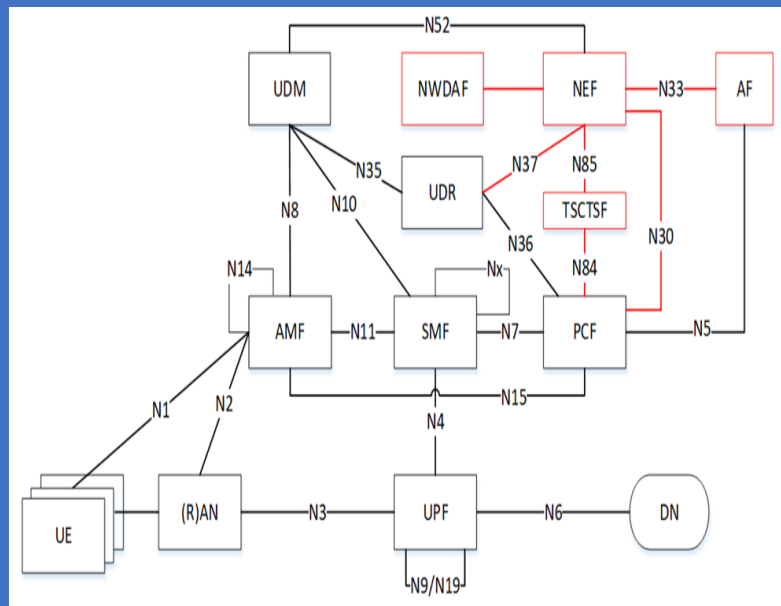 N52
UDM
NWDAF
NEF
N33
AF
N35
N37
N85
UDR
TSCTSF
N8
N10
N36
N30
N14
Nx
N84
AMF
N11
SMF
N7
PCF
N5
N15
N1
N2
N4
UE
(R)AN
N3
UPF
N6
DN
N9/N19